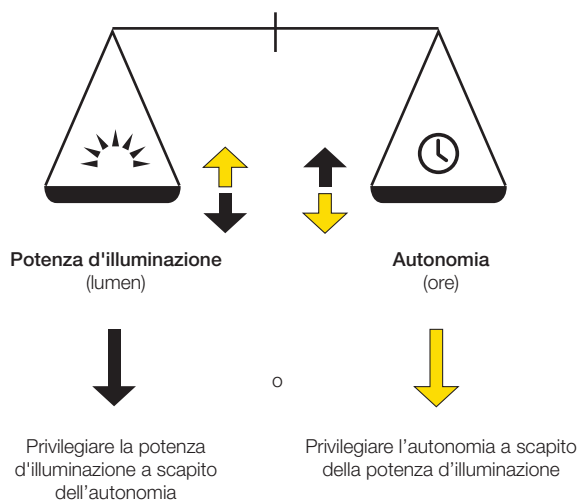 Potenza d'illuminazione
(lumen)
Autonomia
(ore)
o
Privilegiare la potenza
d'illuminazione a scapito
dell'autonomia
Privilegiare l'autonomia a scapito
della potenza d'illuminazione